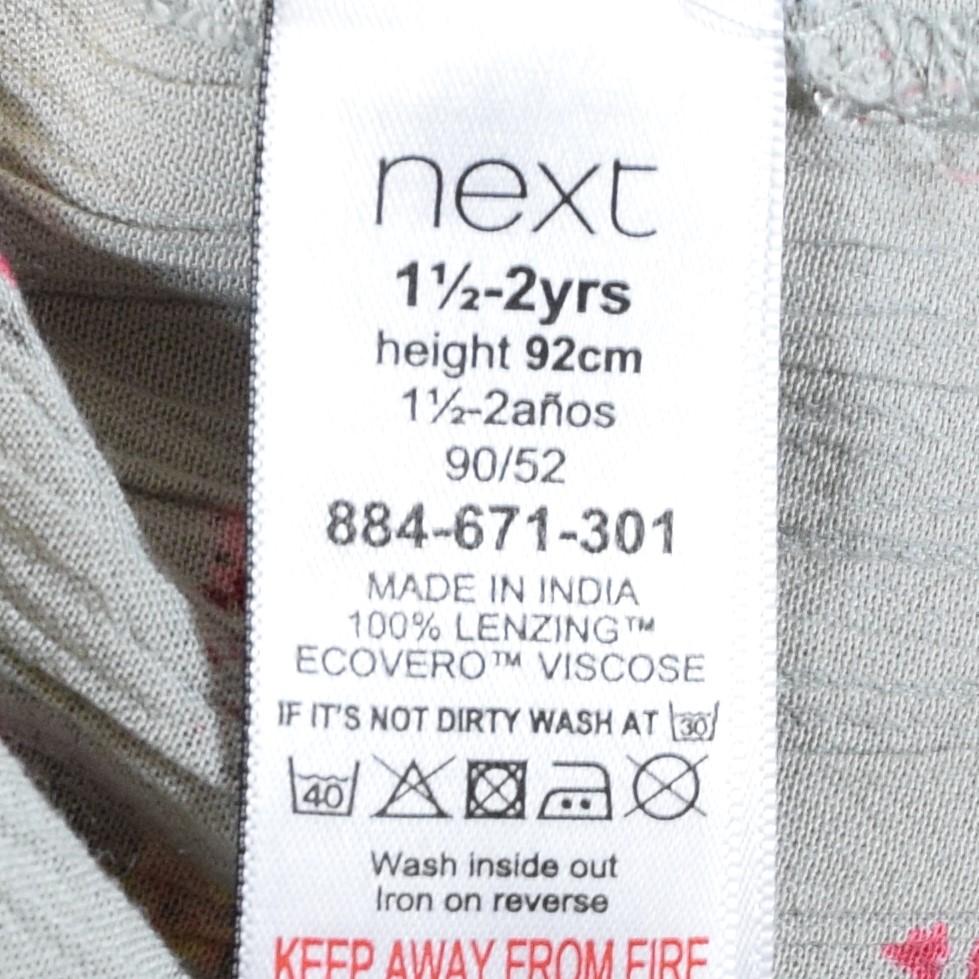 next
1½-2yrs
height 92cm
1½-2años
90/52
884-671-301
MADE IN INDIA
100% LENZING™
ECOVERO™ VISCOSE
IF IT'S NOT DIRTY WASH AT 30
40
Wash inside out
Iron on reverse
KEEP AWAY FROM FIRE